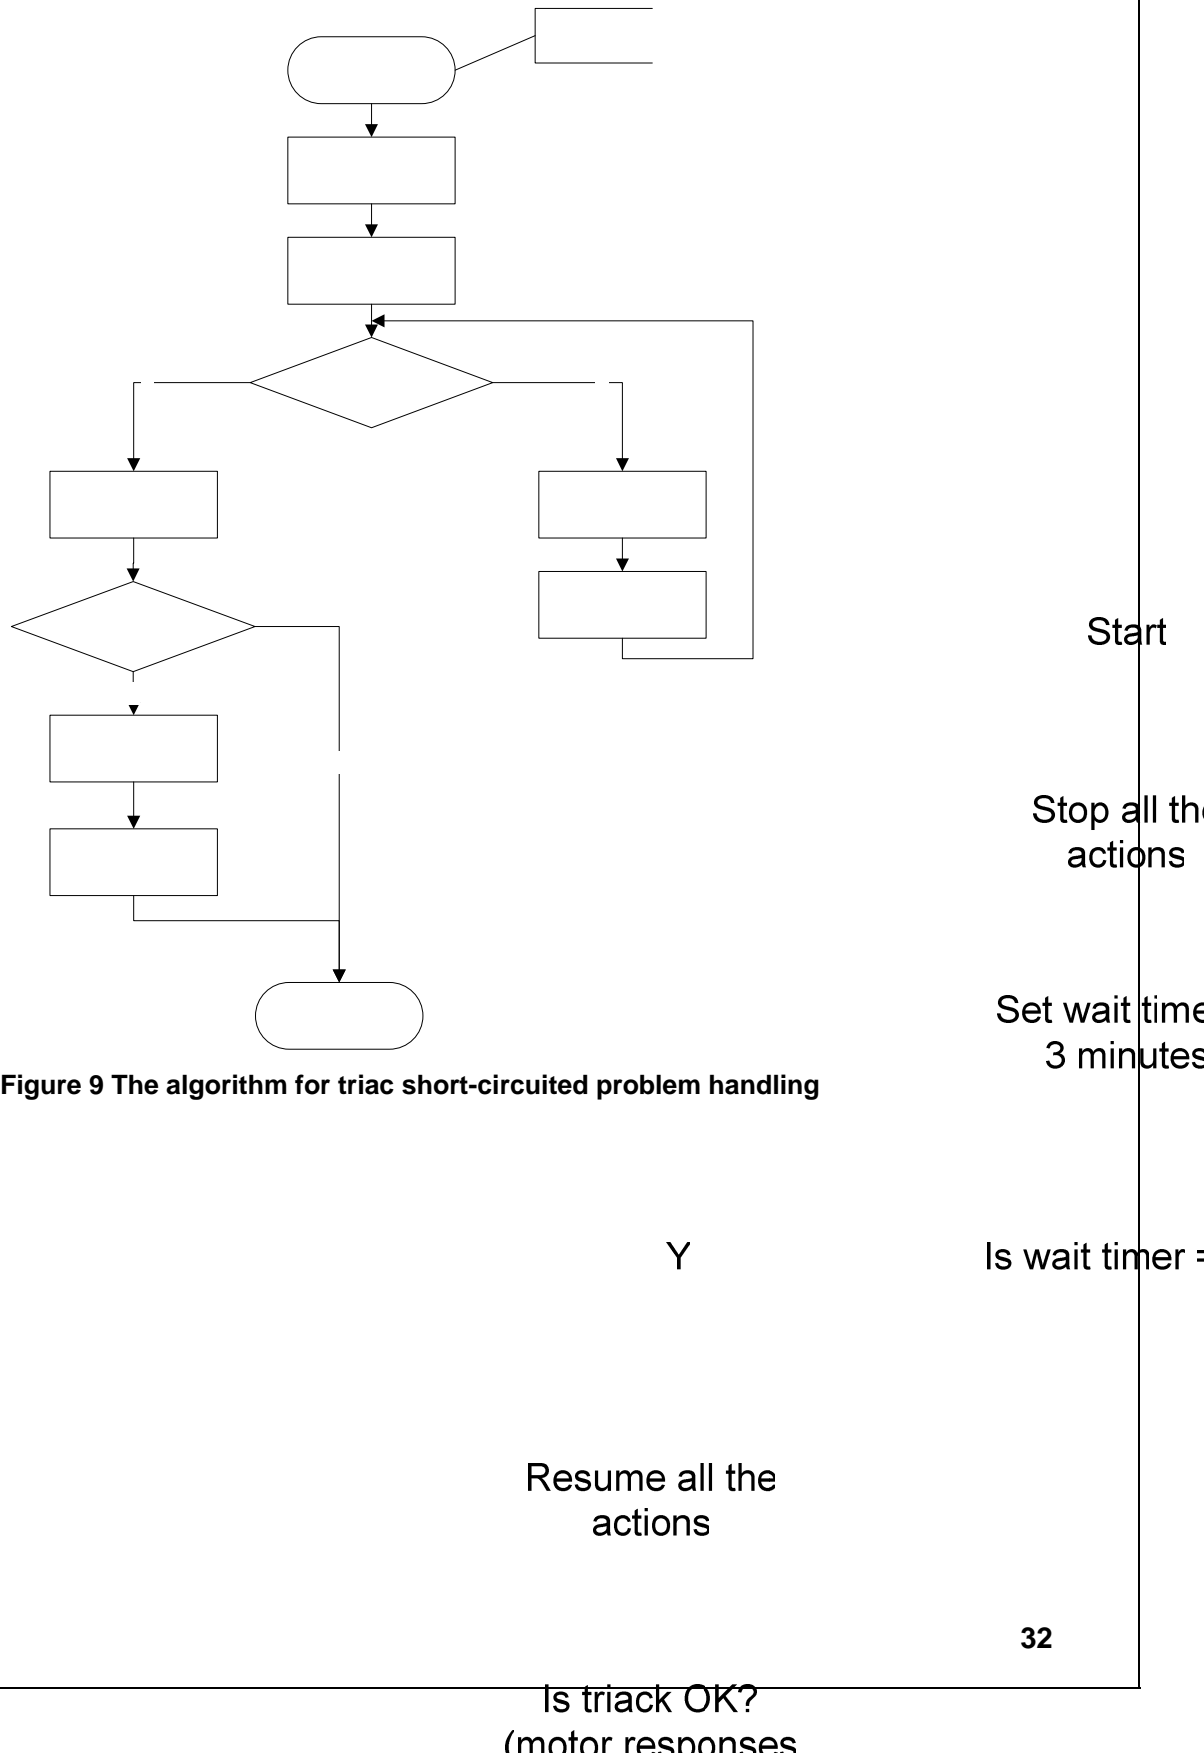 Start
Stop all the
actions
Set wait time
3 minutes
Figure 9 The algorithm for triac short-circuited problem handling
Y
Is wait timer =
Resume all the
actions
32
Is triack OK?
(motor responses